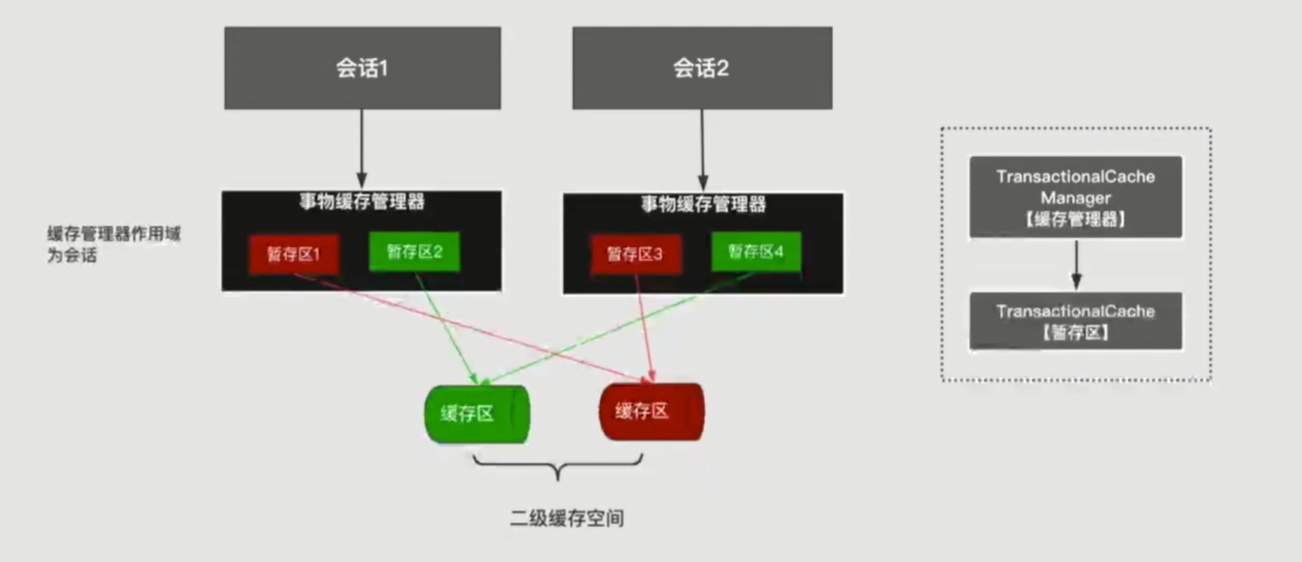 会话1
会话2
事物缓存管理器
事物缓存管理器
暂存区1
暂存区2
暂存区3
暂存区4
缓存管理器作用域
为会话
缓存区
缓存区
二级缓存空间
TransactionalCache
Manager
【缓存管理器】
TransactionalCache
【暂存区】